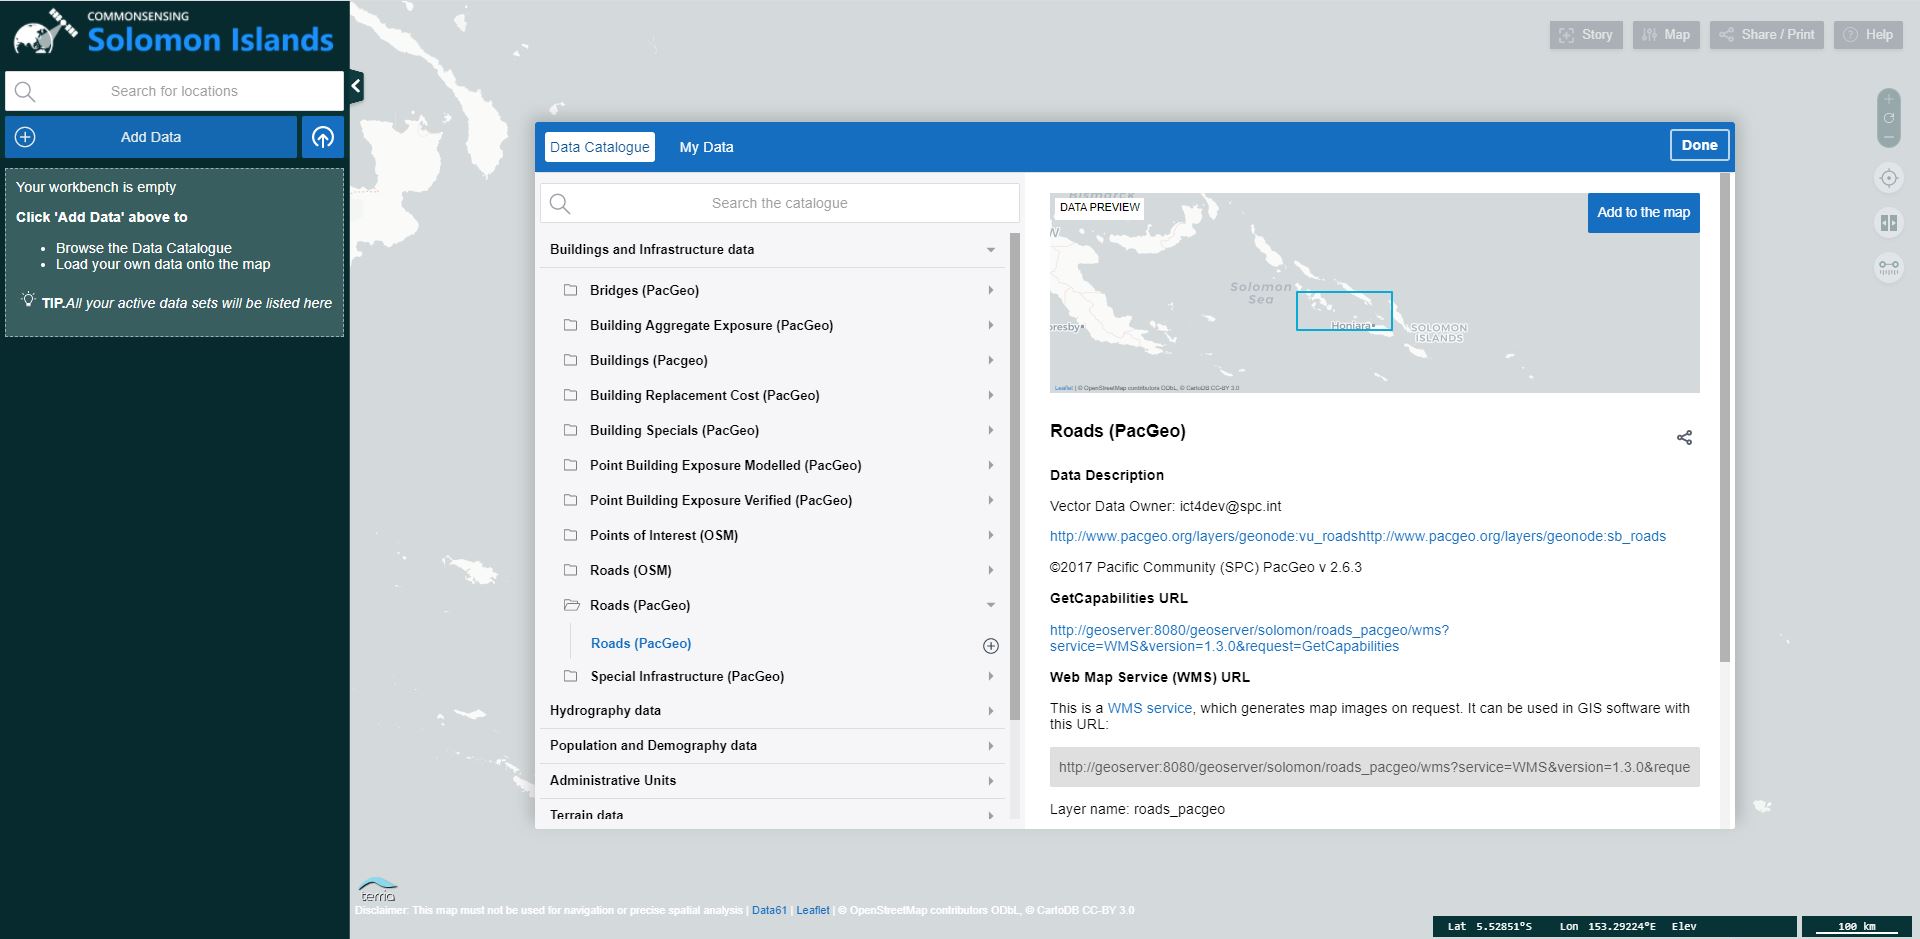 COMMONSENSING
Solomon Islands
Search for locations
Add Data
Your workbench is empty
Click 'Add Data' above to
Browse the Data Catalogue
Load your own data onto the map
TIP.All your active data sets will be listed here
Story
Map
Share / Print
Help
Data Catalogue
My Data
Done
Search the catalogue
Buildings and Infrastructure data
Bridges (PacGeo)
Building Aggregate Exposure (PacGeo)
Buildings (Pacgeo)
Building Replacement Cost (PacGeo)
Building Specials (PacGeo)
Point Building Exposure Modelled (PacGeo)
Point Building Exposure Verified (PacGeo)
Points of Interest (OSM)
Roads (OSM)
Roads (PacGeo)
Roads (PacGeo)
Special Infrastructure (PacGeo)
Hydrography data
Population and Demography data
Administrative Units
Terrain data
Bismarck
DATA PREVIEW
Add to the map
W
Solomon
Sea
oresby
Honiara
SOLOMON
ISLANDS
Leaflet | © OpenStreetMap contributors ODbL, © CartoDB CC-BY 3.0
Roads (PacGeo)
Data Description
Vector Data Owner: ict4dev@spc.int
http://www.pacgeo.org/layers/geonode:vu_roadshttp://www.pacgeo.org/layers/geonode:sb_roads
©2017 Pacific Community (SPC) PacGeo v 2.6.3
GetCapabilities URL
http://geoserver:8080/geoserver/solomon/roads_pacgeo/wms?
service=WMS&version=1.3.0&request=GetCapabilities
Web Map Service (WMS) URL
This is a WMS service, which generates map images on request. It can be used in GIS software with
this URL:
http://geoserver:8080/geoserver/solomon/roads_pacgeo/wms?service=WMS&version=1.3.0&reque
Layer name: roads_pacgeo
terria
Disclaimer: This map must not be used for navigation or precise spatial analysis | Data61 | Leaflet | © OpenStreetMap contributors ODbL, © CartoDB CC-BY 3.0
Lat 5.52851°S Lon 153.29224°E Elev
100 km